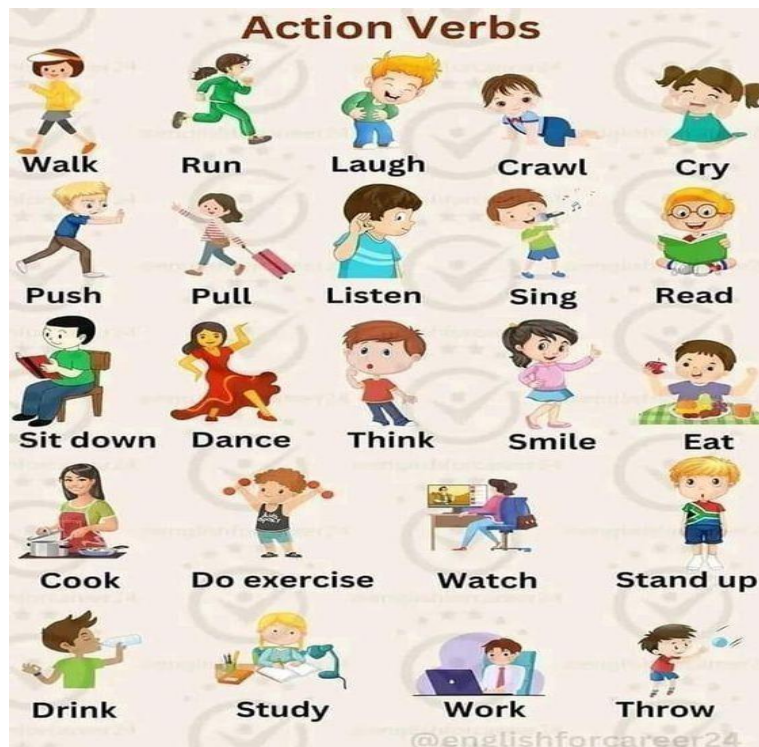 Action Verbs
Walk Run Laugh Crawl Cry
Push Pull Listen Sing Read
Sit down Dance Think Smile Eat
Cook Do exercise Watch Stand up
Drink Study Work Throw
@englishforcareer24